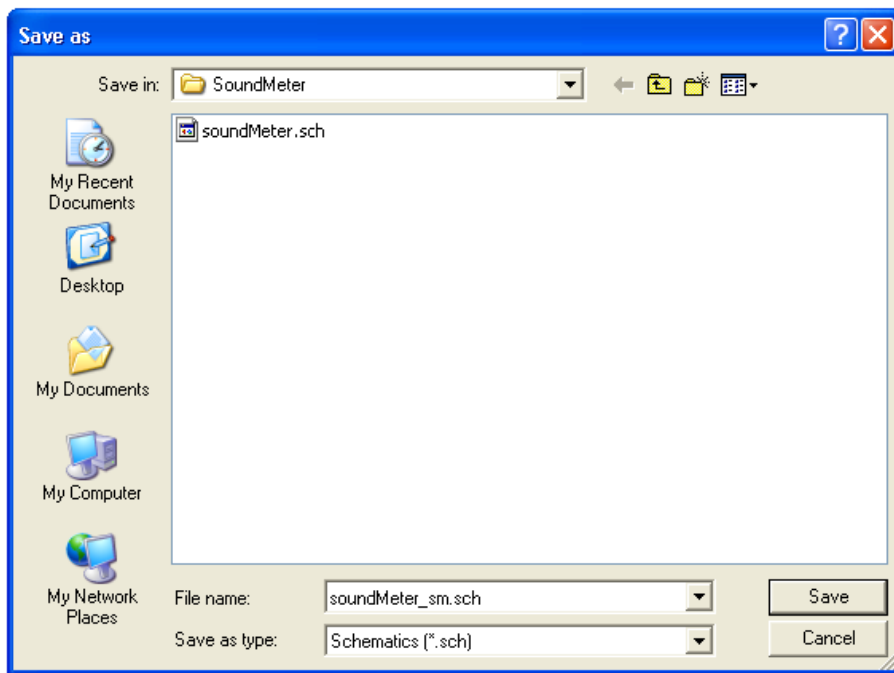 Save as
Save in:
SoundMeter
soundMeter.sch
My Recent
Documents
Desktop
My Documents
My Computer
My Network
Places
File name:
soundMeter_sm.sch
Save
Save as type:
Schematics (*.sch)
Cancel